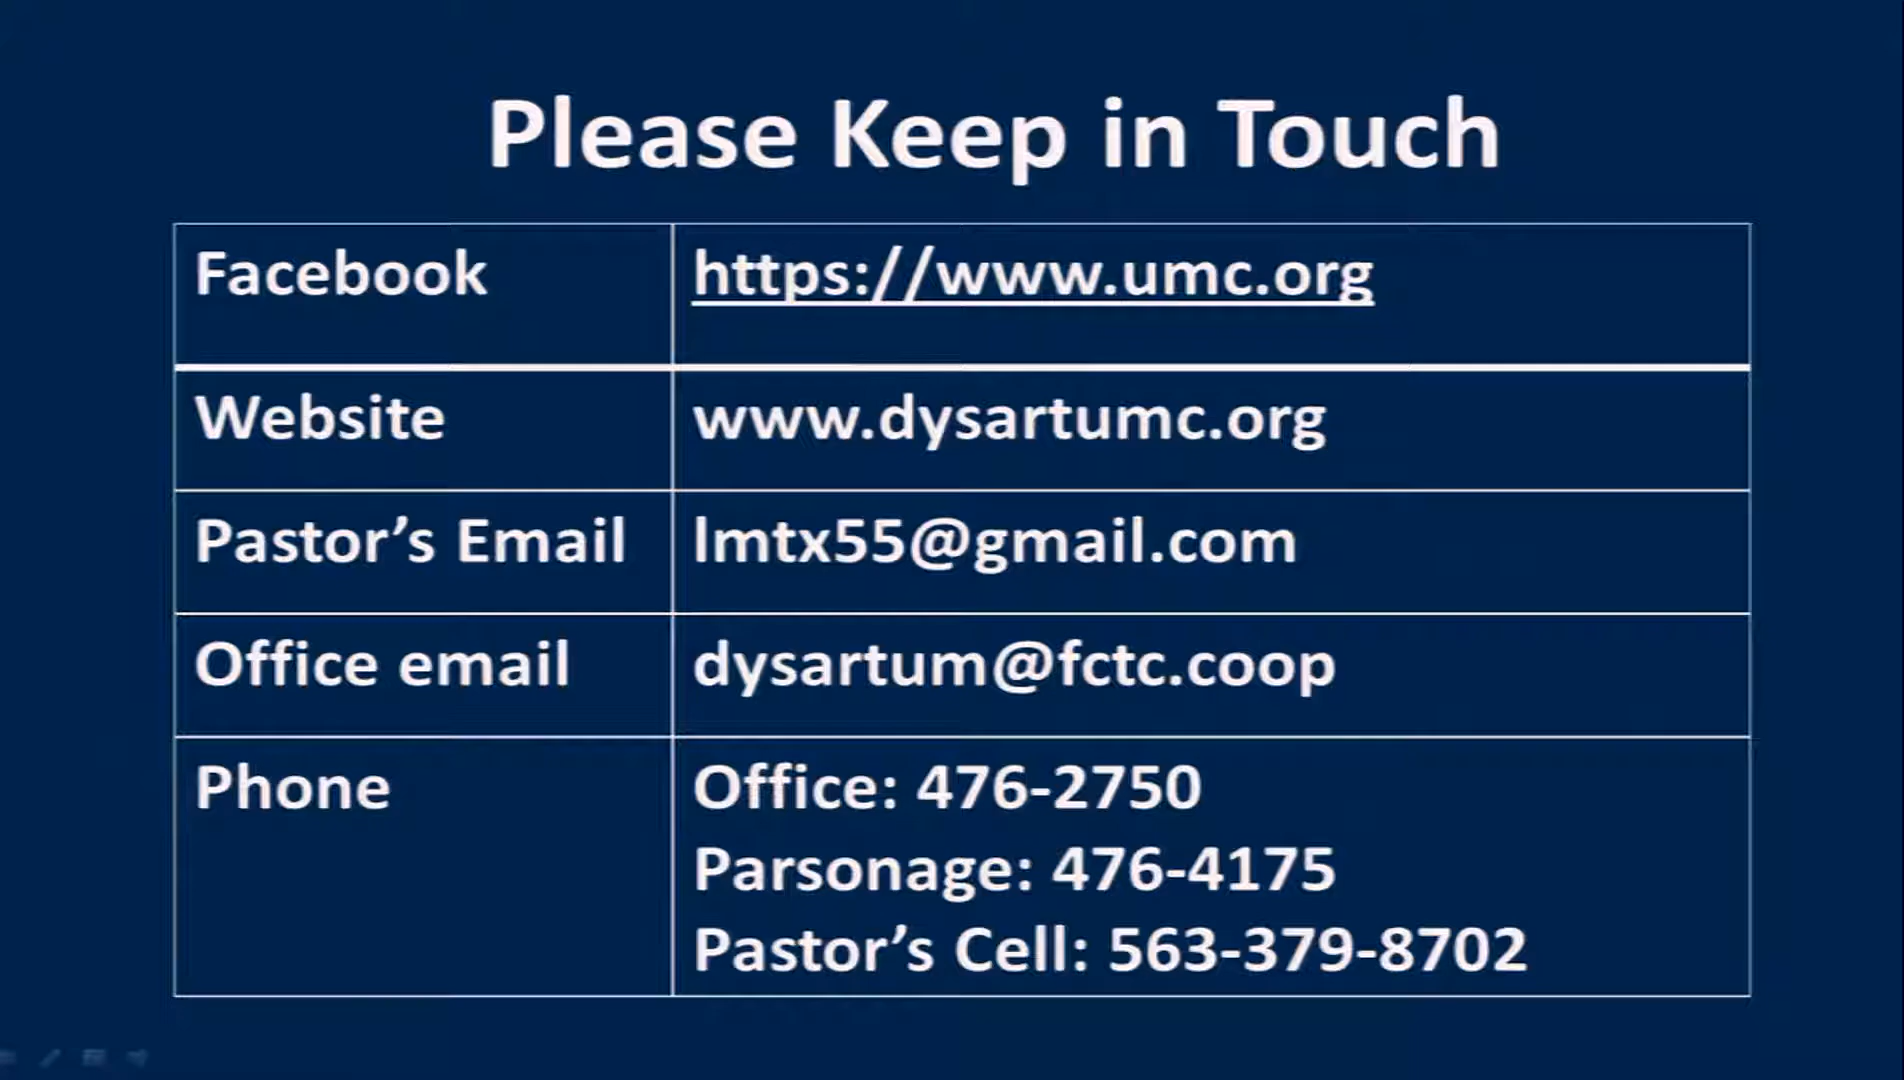 Please Keep in Touch
Facebook https://www.umc.org
Website www.dysartumc.org
Pastor’s Email lmtx55@gmail.com
Office email dysartum@fctc.coop
Phone Office: 476-2750
Parsonage: 476-4175
Pastor’s Cell: 563-379-8702